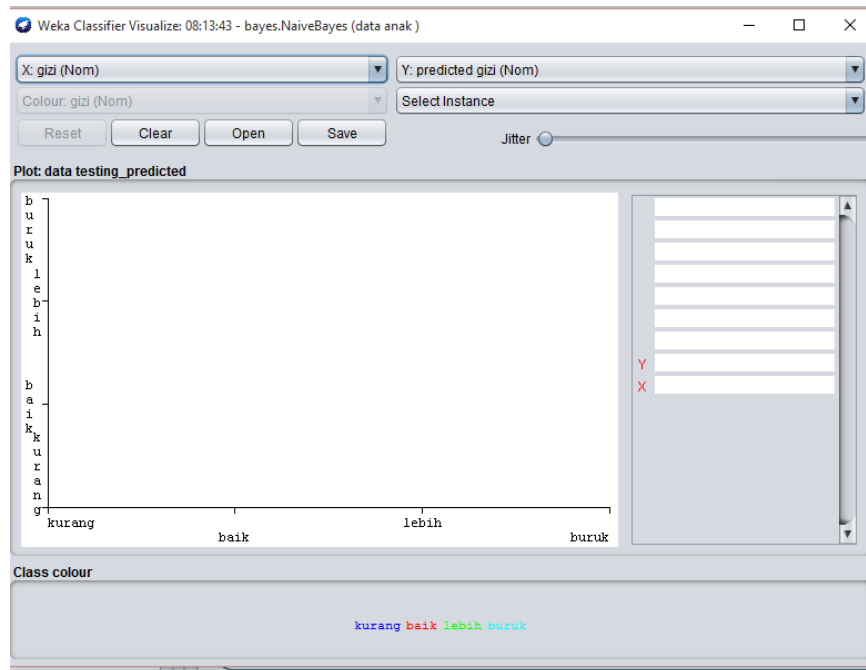 Weka Classifier Visualize: 08:13:43 - bayes.NaiveBayes (data anak )
X: gizi (Nom)
Y: predicted gizi (Nom)
Colour: gizi (Nom)
Select Instance
Reset Clear Open Save
Jitter
Plot: data testing_predicted
buruk
lebih
baik
kurang
Y
X
kurang
baik
lebih
buruk
Class colour
kurang baik lebih buruk